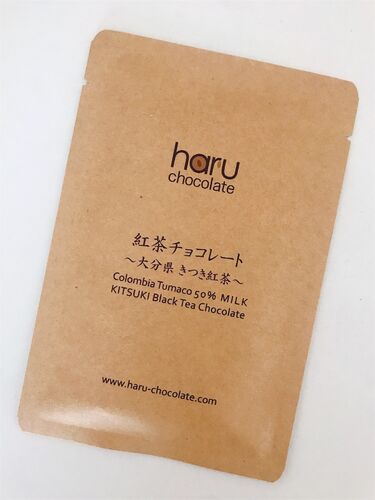 haru
chocolate
紅茶チョコレート
～大分県 きつき紅茶～
Colombia Tumaco 50% MILK
KITSUKI Black Tea Chocolate
www.haru-chocolate.com